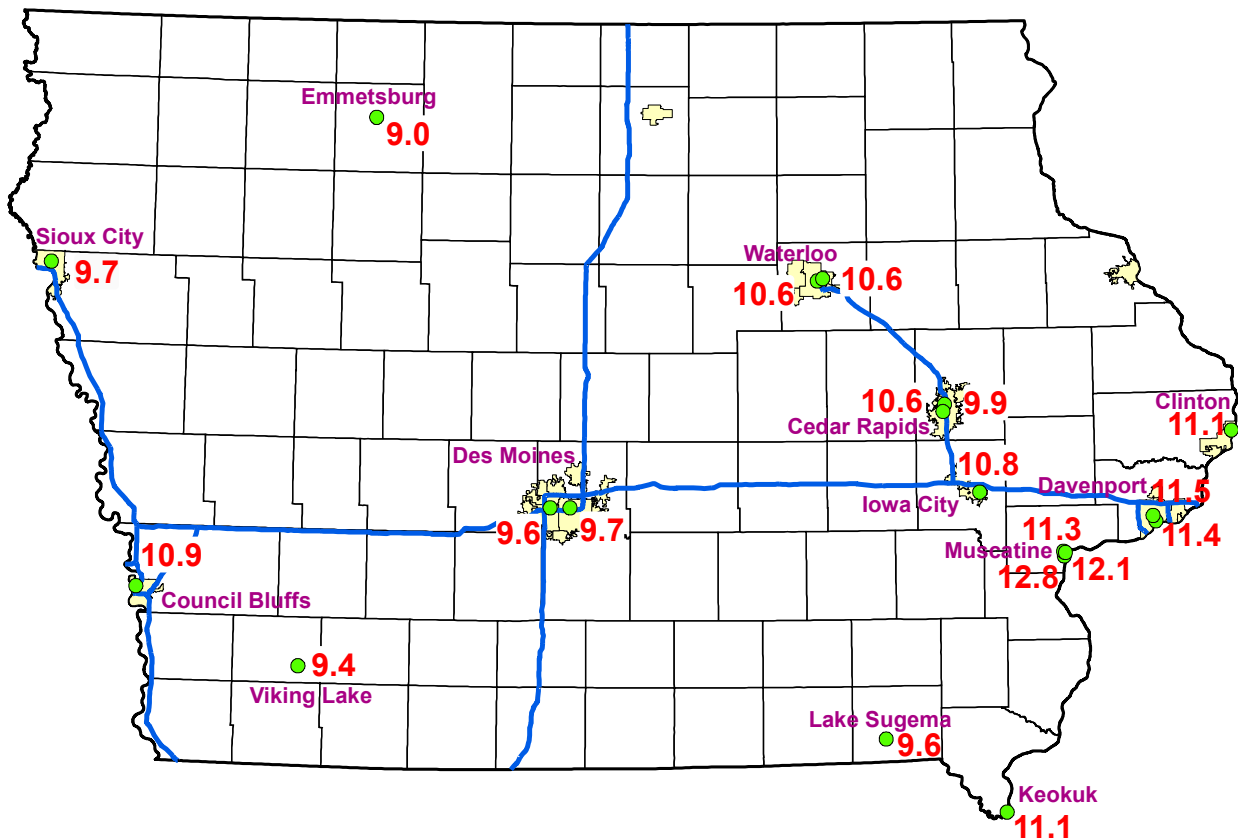 Emmetsburg
9.0
Sioux City
9.7
Waterloo
10.6
10.6
10.6
9.9
Cedar Rapids
Clinton
11.1
Des Moines
9.6
9.7
10.8
Iowa City
Davenport
11.5
11.4
11.3
Muscatine
12.8
12.1
10.9
Council Bluffs
9.4
Viking Lake
Lake Sugema
9.6
Keokuk
11.1